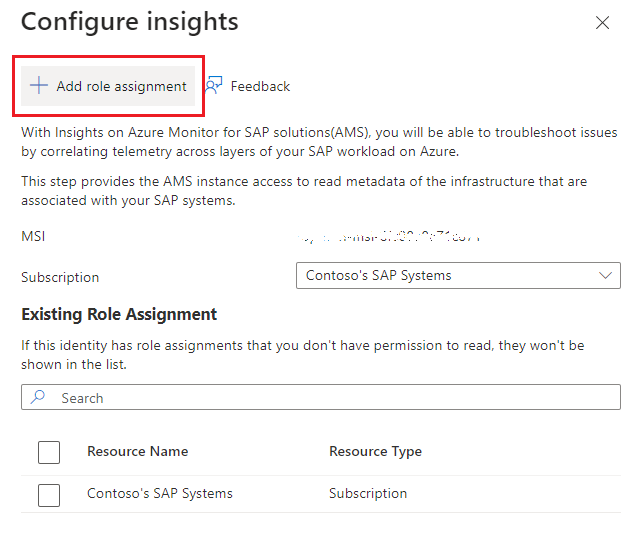 Configure insights
Add role assignment Feedback
With Insights on Azure Monitor for SAP solutions(AMS), you will be able to troubleshoot issues
by correlating telemetry across layers of your SAP workload on Azure.
This step provides the AMS instance access to read metadata of the infrastructure that are
associated with your SAP systems.
MSI
Subscription Contoso's SAP Systems
Existing Role Assignment
If this identity has role assignments that you don't have permission to read, they won't be
shown in the list.
Search
Resource Name Resource Type
Contoso's SAP Systems Subscription